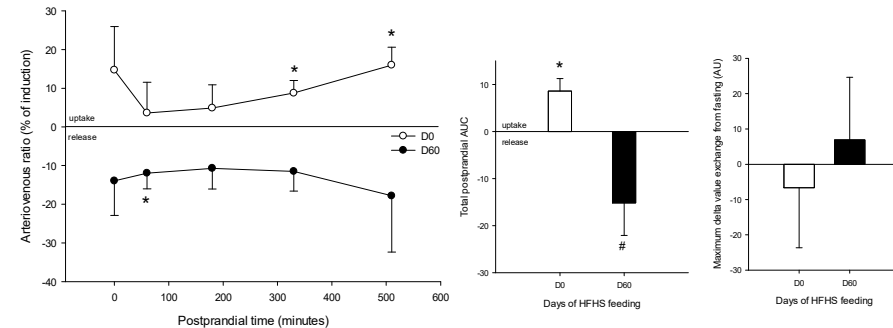 Arteriovenous ratio (% of induction)
30
20
10
0
-10
-20
-30
-40
uptake
release
*
*
*
D0
D60
0
100
200
300
400
500
600
Postprandial time (minutes)
Total postprandial AUC
10
0
-10
-20
-30
uptake
release
*
#
D0
D60
Days of HFHS feeding
Maximum delta value exchange from fasting (AU)
30
20
10
0
-10
-20
-30
D0
D60
Days of HFHS feeding